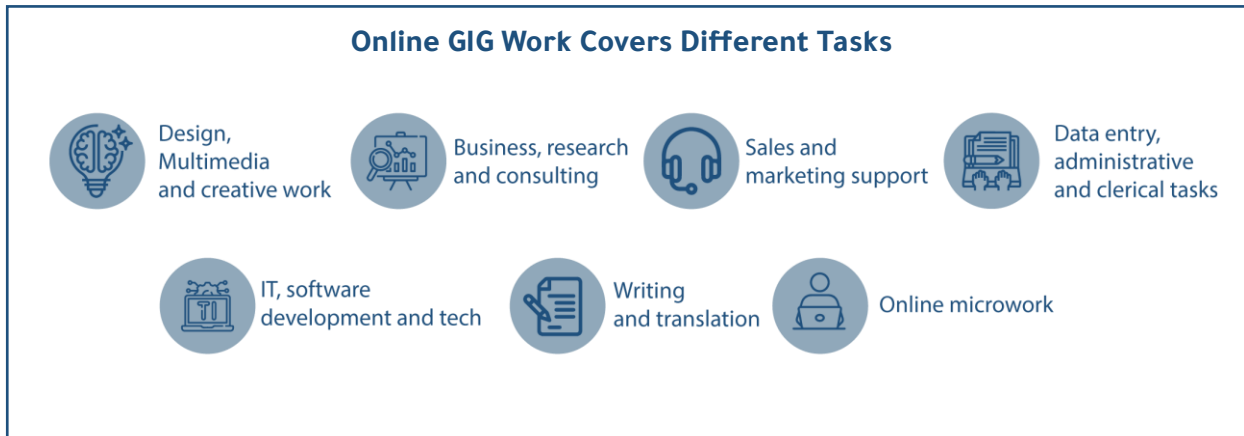 Online GIG Work Covers Different Tasks
Design,
Multimedia
and creative work
Business, research
and consulting
Sales and
marketing support
Data entry,
administrative
and clerical tasks
TI
IT, software
development and tech
Writing
and translation
Online microwork